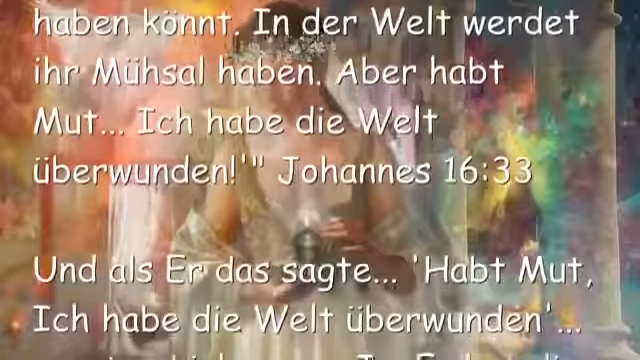 haben könnt. In der Welt werdet
ihr Mühsal haben. Aber habt
Mut... Ich habe die Welt
überwunden!'" Johannes 16:33
Und als Er das sagte... 'Habt Mut,
Ich habe die Welt überwunden'...